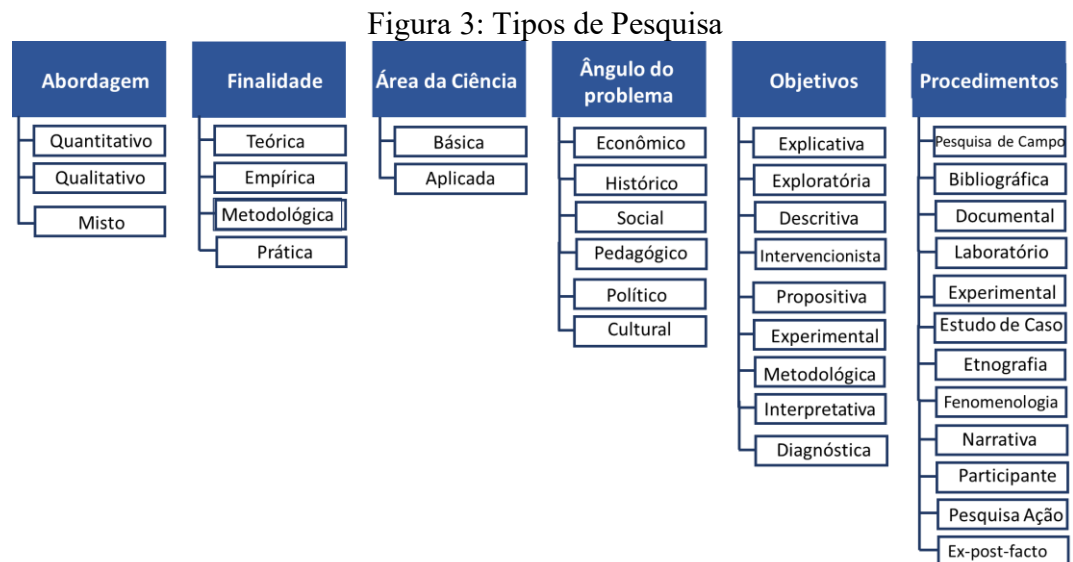 Figura 3: Tipos de Pesquisa
Abordagem
Quantitativo
Qualitativo
Misto
Finalidade
Teórica
Empírica
Metodológica
Prática
Área da Ciência
Básica
Aplicada
Ângulo do
problema
Econômico
Histórico
Social
Pedagógico
Político
Cultural
Objetivos
Explicativa
Exploratória
Descritiva
Intervencionista
Propositiva
Experimental
Metodológica
Interpretativa
Diagnóstica
Procedimentos
Pesquisa de Campo
Bibliográfica
Documental
Laboratório
Experimental
Estudo de Caso
Etnografia
Fenomenologia
Narrativa
Participante
Pesquisa Ação
Ex-post-facto